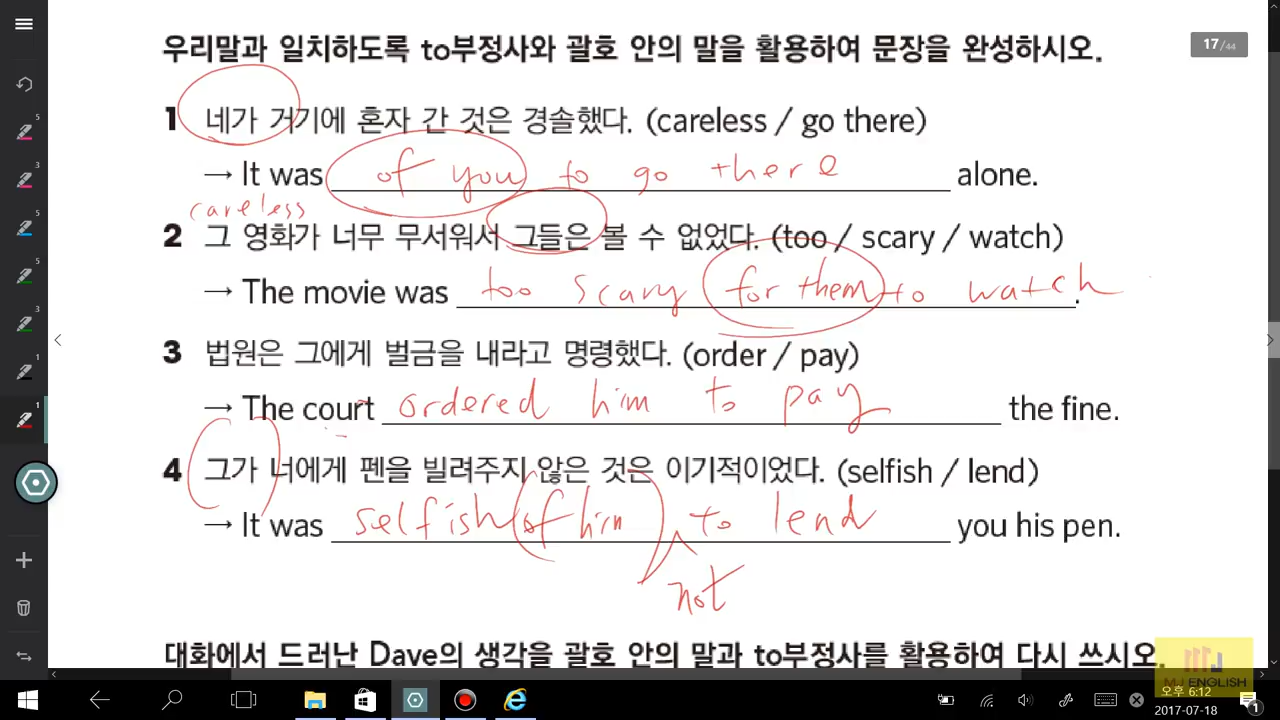 17/44
우리말과 일치하도록 to부정사와 괄호 안의 말을 활용하여 문장을 완성하시오.
1 네가 거기에 혼자 간 것은 경솔했다. (careless / go there)
→ It was of you to go there alone.
careless
2 그 영화가 너무 무서워서 그들은 볼 수 없었다. (too / scary / watch)
→ The movie was too scary for them to watch.
3 법원은 그에게 벌금을 내라고 명령했다. (order / pay)
→ The court ordered him to pay the fine.
4 그가 너에게 펜을 빌려주지 않은 것은 이기적이었다. (selfish / lend)
→ It was selfish of him to lend you his pen.
not
대화에서 드러난 Dave의 생각을 괄호 안의 말과 to부정사를 활용하여 다시 쓰시오.
MJ ENGLISH
오후 6:12
2017-07-18
5
3
5
5
3
1
1
1